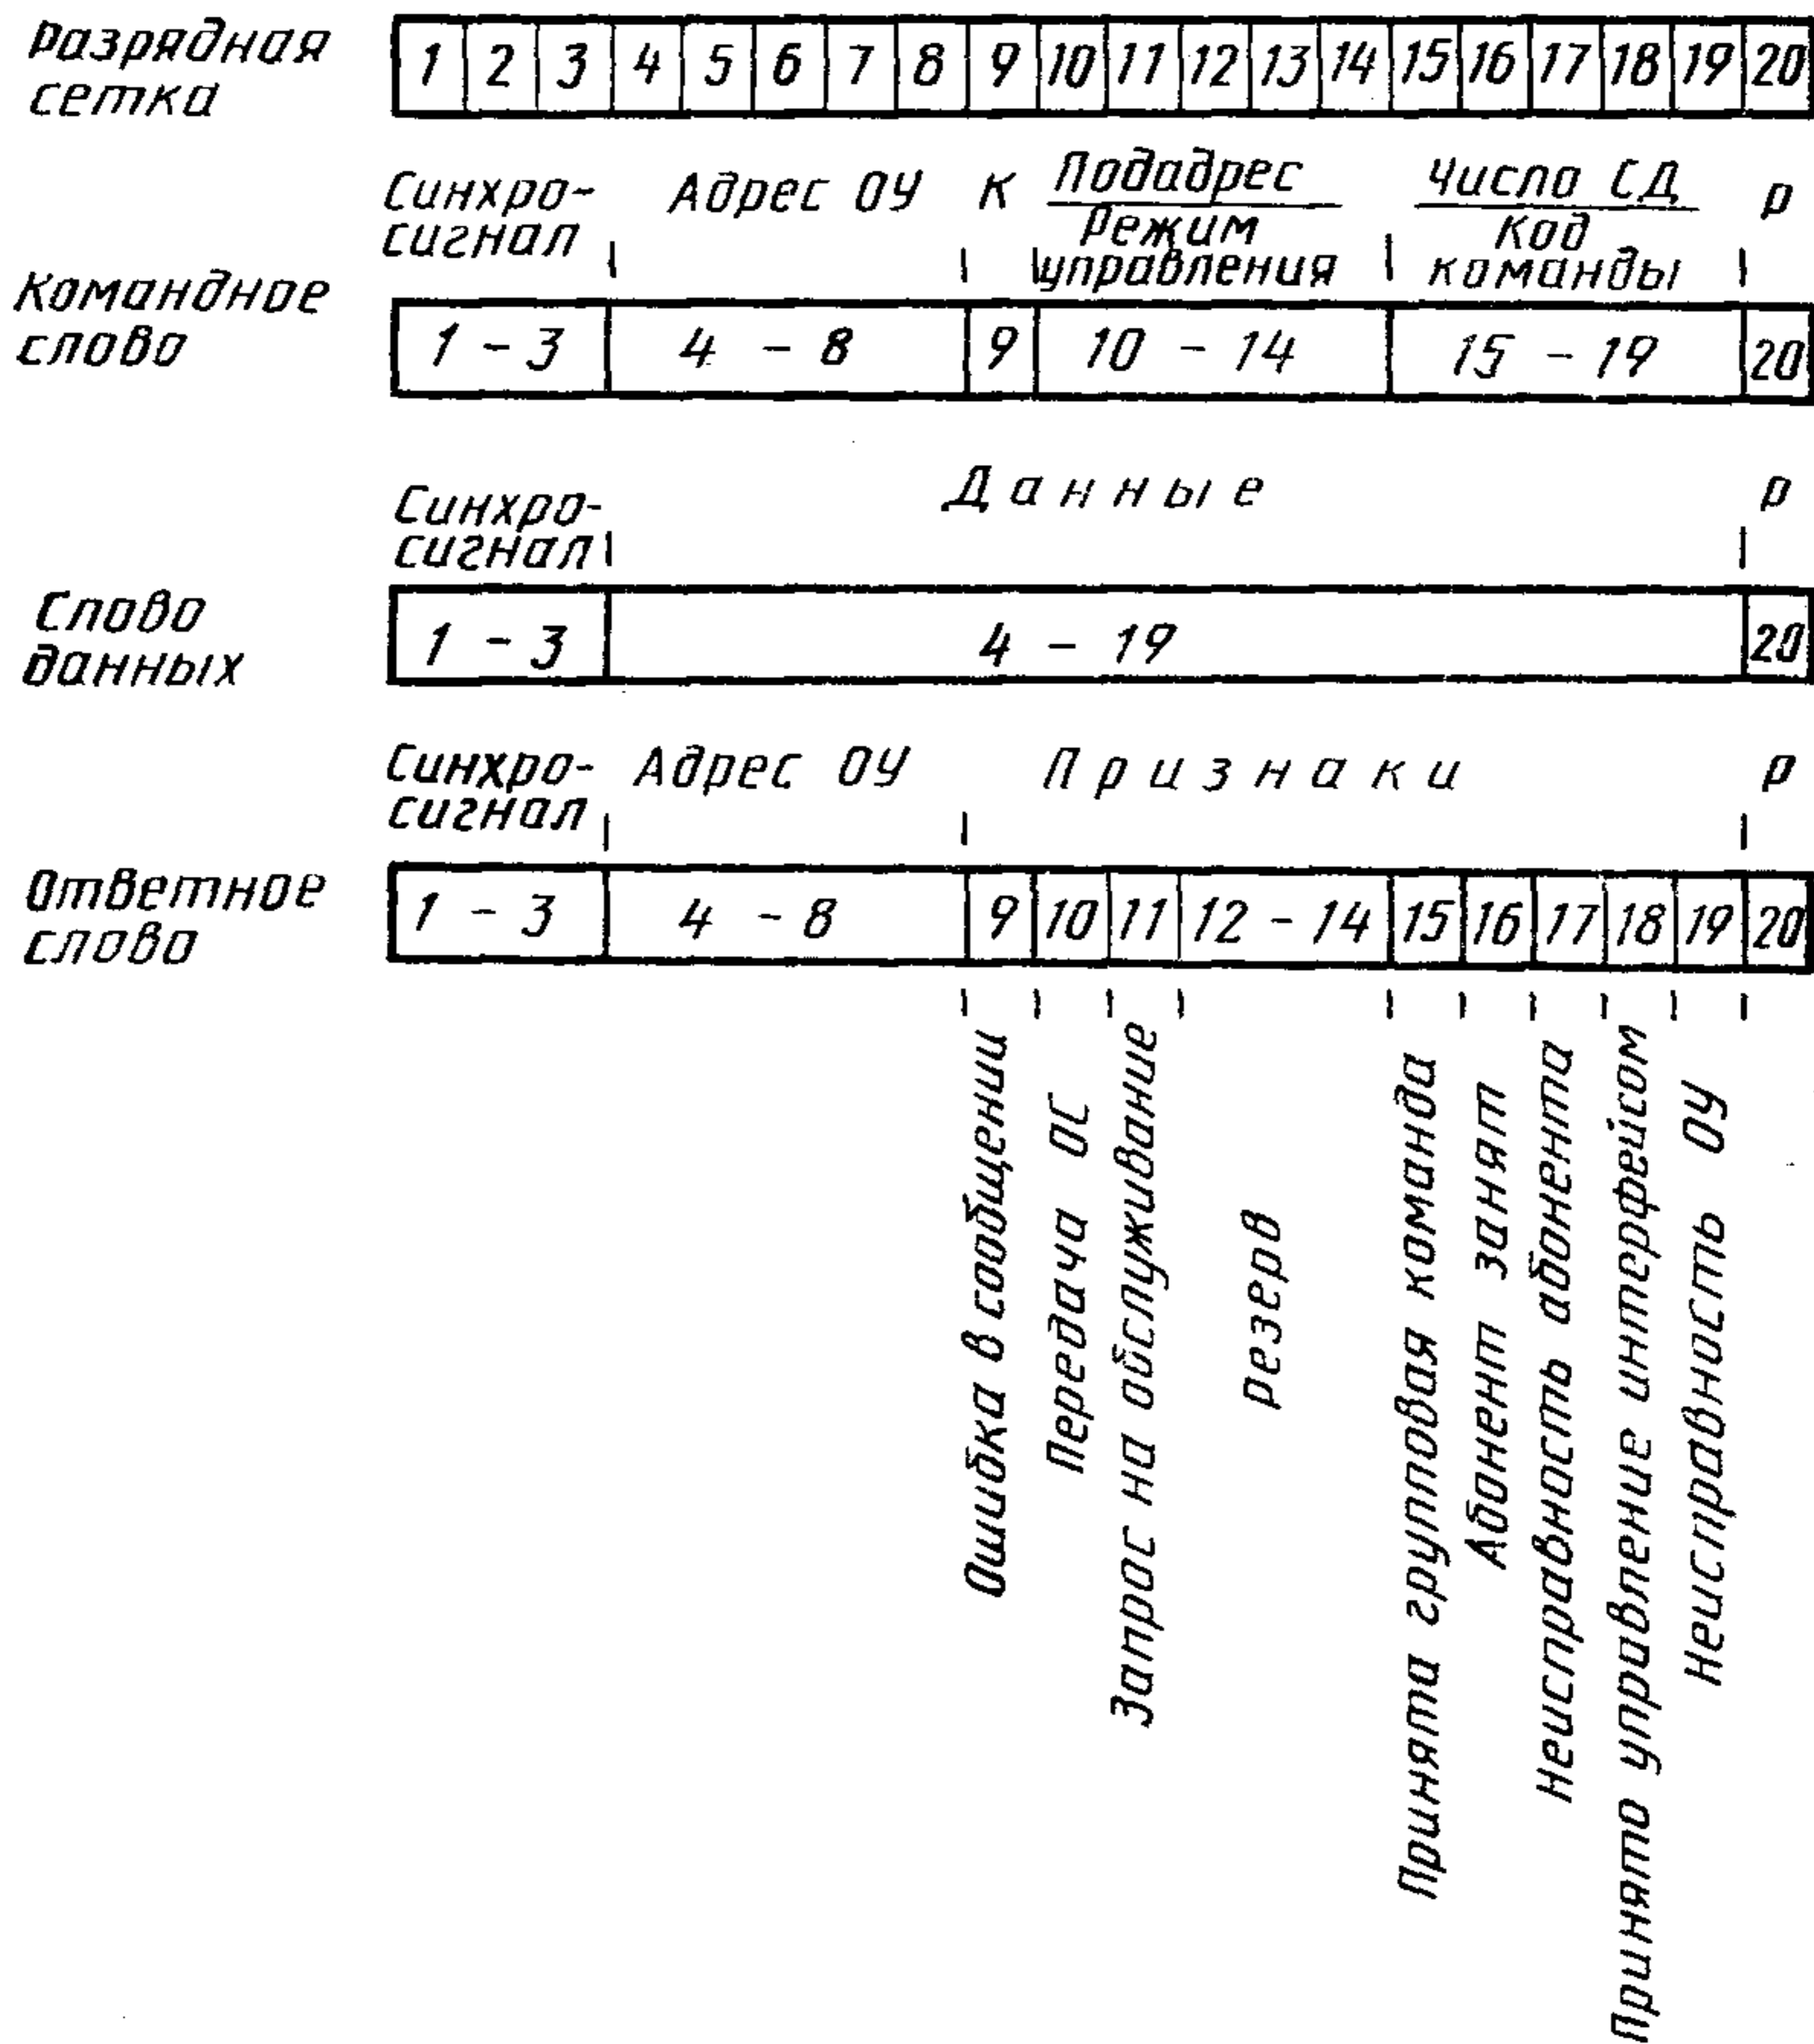 Разрядная
сетка
1 2 3 4 5 6 7 8 9 10 11 12 13 14 15 16 17 18 19 20
Синхро-
сигнал
Адрес ОУ
К
Подадрес
Режим
управления
Число СД
Код
команды
Р
Командное
слово
1 - 3 4 - 8 9 10 - 14 15 - 19 20
Синхро-
сигнал
Данные
Р
Слово
данных
1 - 3 4 - 19 20
Синхро-
сигнал
Адрес ОУ
Признаки
Р
Ответное
слово
1 - 3 4 - 8 9 10 11 12 - 14 15 16 17 18 19 20
Ошибка в сообщении
Передача ОС
Запрос на обслуживание
Резерв
Принята групповая команда
Абонент занят
Неисправность абонента
Принято управление интерфейсом
Неисправность ОУ